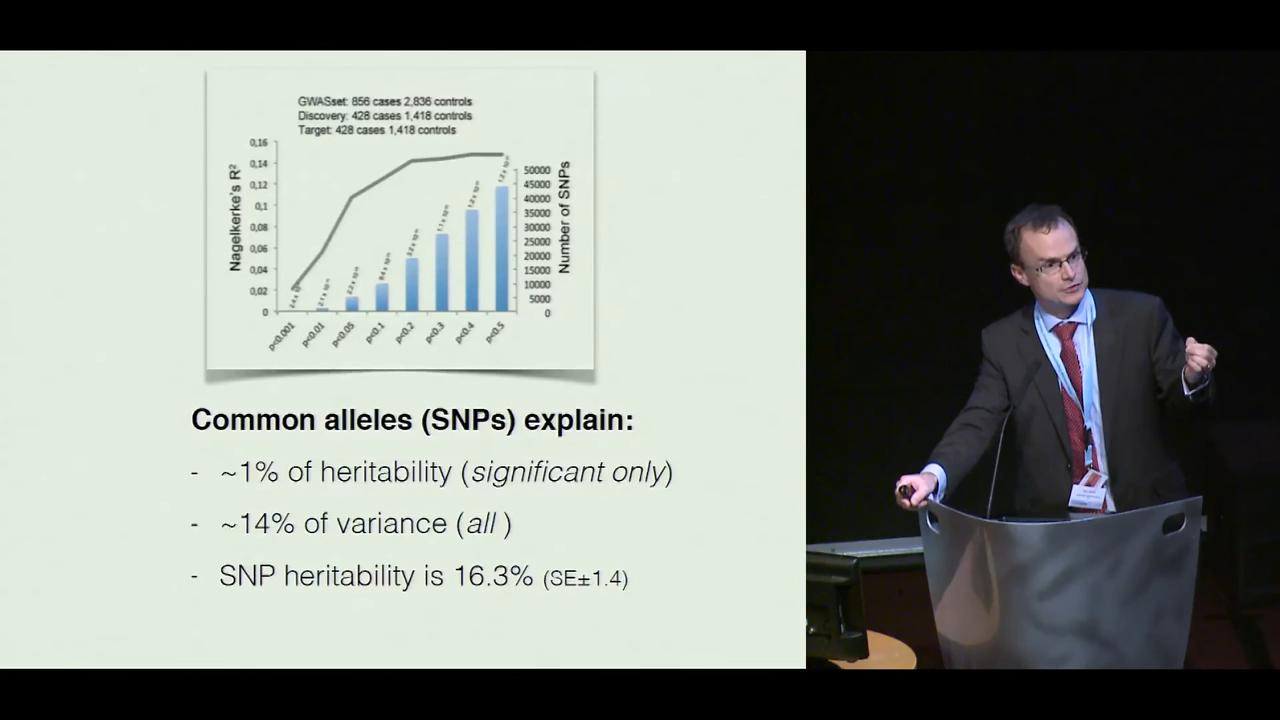 GWASset: 856 cases 2,836 controls
Discovery: 428 cases 1,418 controls
Target: 428 cases 1,418 controls
Nagelkerke's R²
0,16
0,14
0,12
0,1
0,08
0,06
0,04
0,02
0
50000
45000
40000
35000
30000
25000
20000
15000
10000
5000
0
Number of SNPs
p<0.001
p<0.01
p<0.05
p<0.1
p<0.2
p<0.3
p<0.4
p<0.5
Common alleles (SNPs) explain:
- ~1% of heritability (significant only)
- ~14% of variance (all )
- SNP heritability is 16.3% (SE±1.4)